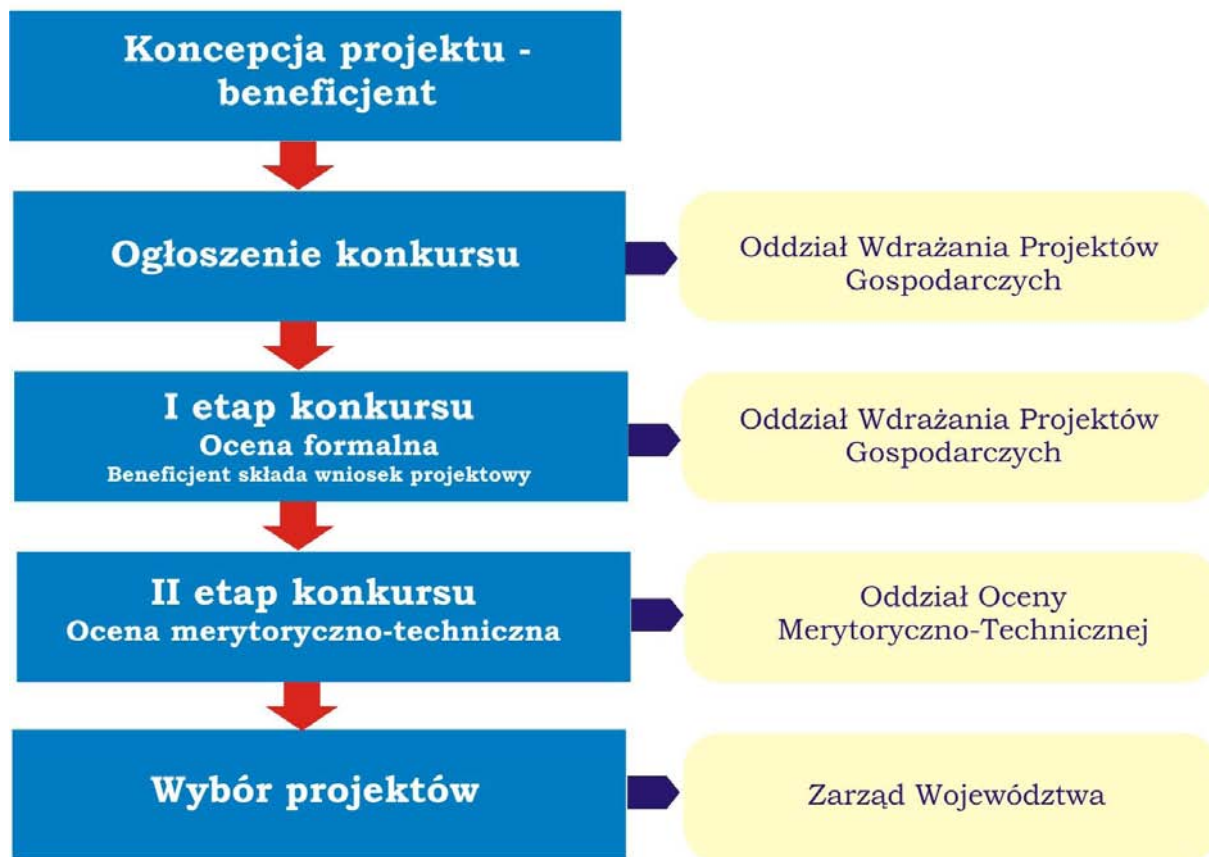 Koncepcja projektu -
beneficjent
Ogłoszenie konkursu
Oddział Wdrażania Projektów
Gospodarczych
I etap konkursu
Ocena formalna
Beneficjent składa wniosek projektowy
Oddział Wdrażania Projektów
Gospodarczych
II etap konkursu
Ocena merytoryczno-techniczna
Oddział Oceny
Merytoryczno-Technicznej
Wybór projektów
Zarząd Województwa